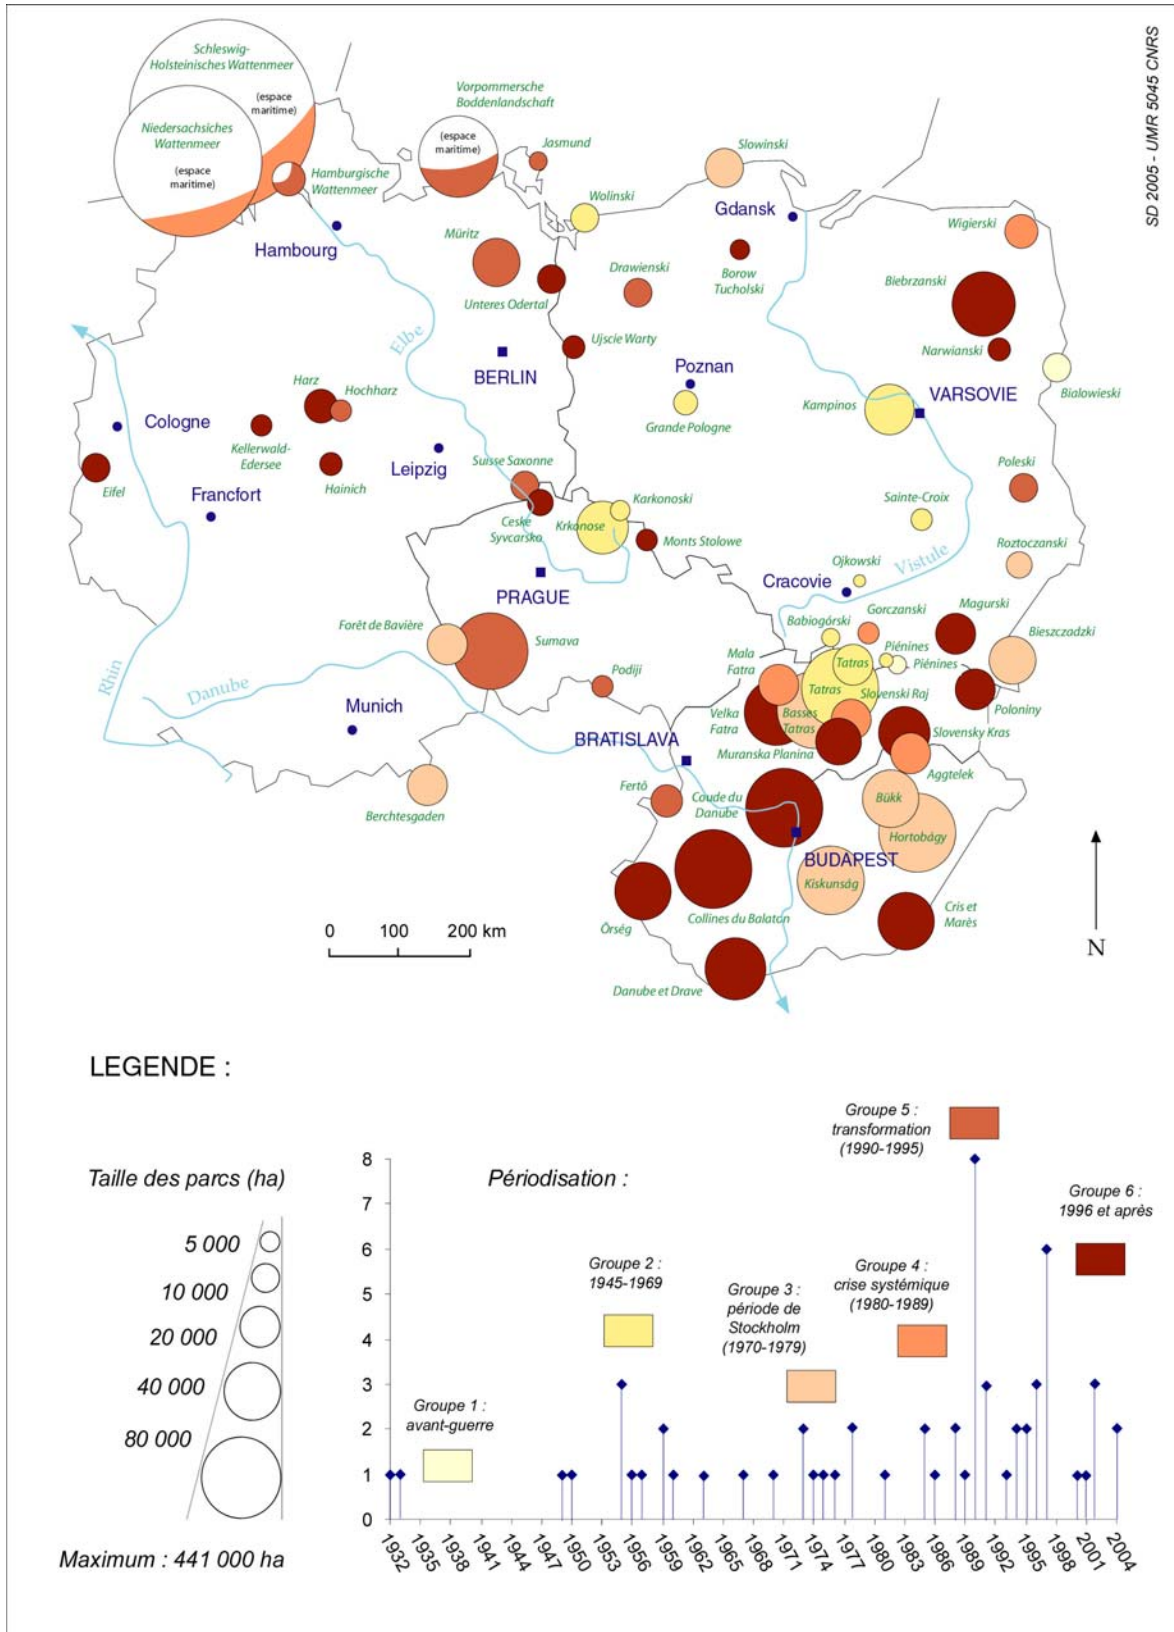 SD 2005 - UMR 5045 CNRS
Schleswig-
Holsteinisches Wattenmeer
(espace
maritime)
Niedersachsiches
Wattenmeer
(espace
maritime)
Hamburgische
Wattenmeer
Vorpommersche
Boddenlandschaft
(espace
maritime)
Jasmund
Wolinski
Slowinski
Gdansk
Wigierski
Hambourg
Müritz
Unteres Odertal
Drawienski
Borow
Tucholski
Biebrzanski
Narwianski
Elbe
Ujscie Warty
BERLIN
Poznan
Grande Pologne
Kampinos
VARSOVIE
Bialowieski
Harz
Hochharz
Cologne
Kellerwald-
Edersee
Hainich
Leipzig
Eifel
Francfort
Suisse Saxonne
Ceske
Syvcarsko
Krkonose
Karkonoski
Monts Stolowe
Sainte-Croix
Poleski
Vistule
Roztoczanski
PRAGUE
Ojkowski
Cracovie
Gorczanski
Magurski
Babiogórski
Bieszczadzki
Forêt de Bavière
Sumava
Piénines
Piénines
Mala
Fatra
Tatras
Tatras
Podiji
Rhin
Danube
Slovenski Raj
Poloniny
Munich
Velka
Fatra
Basses
Tatras
Slovensky Kras
BRATISLAVA
Muranska Planina
Aggtelek
Berchtesgaden
Fertö
Coude du
Danube
Bükk
Hortobágy
BUDAPEST
Kiskunság
Örség
Collines du Balatan
Cris et
Marès
Danube et Drave
0 100 200 km
N
LEGENDE :
Taille des parcs (ha)
5 000
10 000
20 000
40 000
80 000
Maximum : 441 000 ha
Périodisation :
Groupe 1 :
avant-guerre
Groupe 2 :
1945-1969
Groupe 3 :
période de
Stockholm
(1970-1979)
Groupe 4 :
crise systémique
(1980-1989)
Groupe 5 :
transformation
(1990-1995)
Groupe 6 :
1996 et après
8
7
6
5
4
3
2
1
0
1932 1935 1938 1941 1944 1947 1950 1953 1956 1959 1962 1965 1968 1971 1974 1977 1980 1983 1986 1989 1992 1995 1998 2001 2004